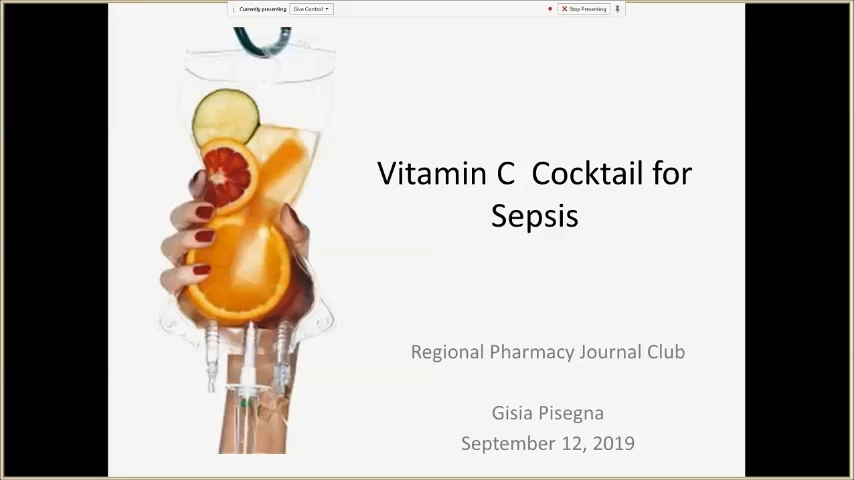 Currently presenting
Give Control
Stop Presenting
Vitamin C Cocktail for
Sepsis
Regional Pharmacy Journal Club
Gisia Pisegna
September 12, 2019